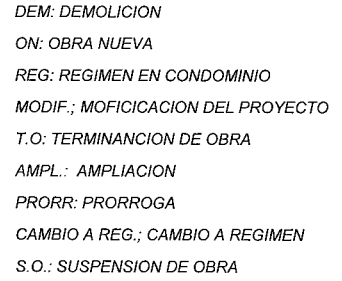 DEM: DEMOLICION
ON: OBRA NUEVA
REG: REGIMEN EN CONDOMINIO
MODIF.; MOFICICACION DEL PROYECTO
T.O: TERMINANCION DE OBRA
AMPL.: AMPLIACION
PRORR: PRORROGA
CAMBIO A REG.; CAMBIO A REGIMEN
S.O.: SUSPENSION DE OBRA